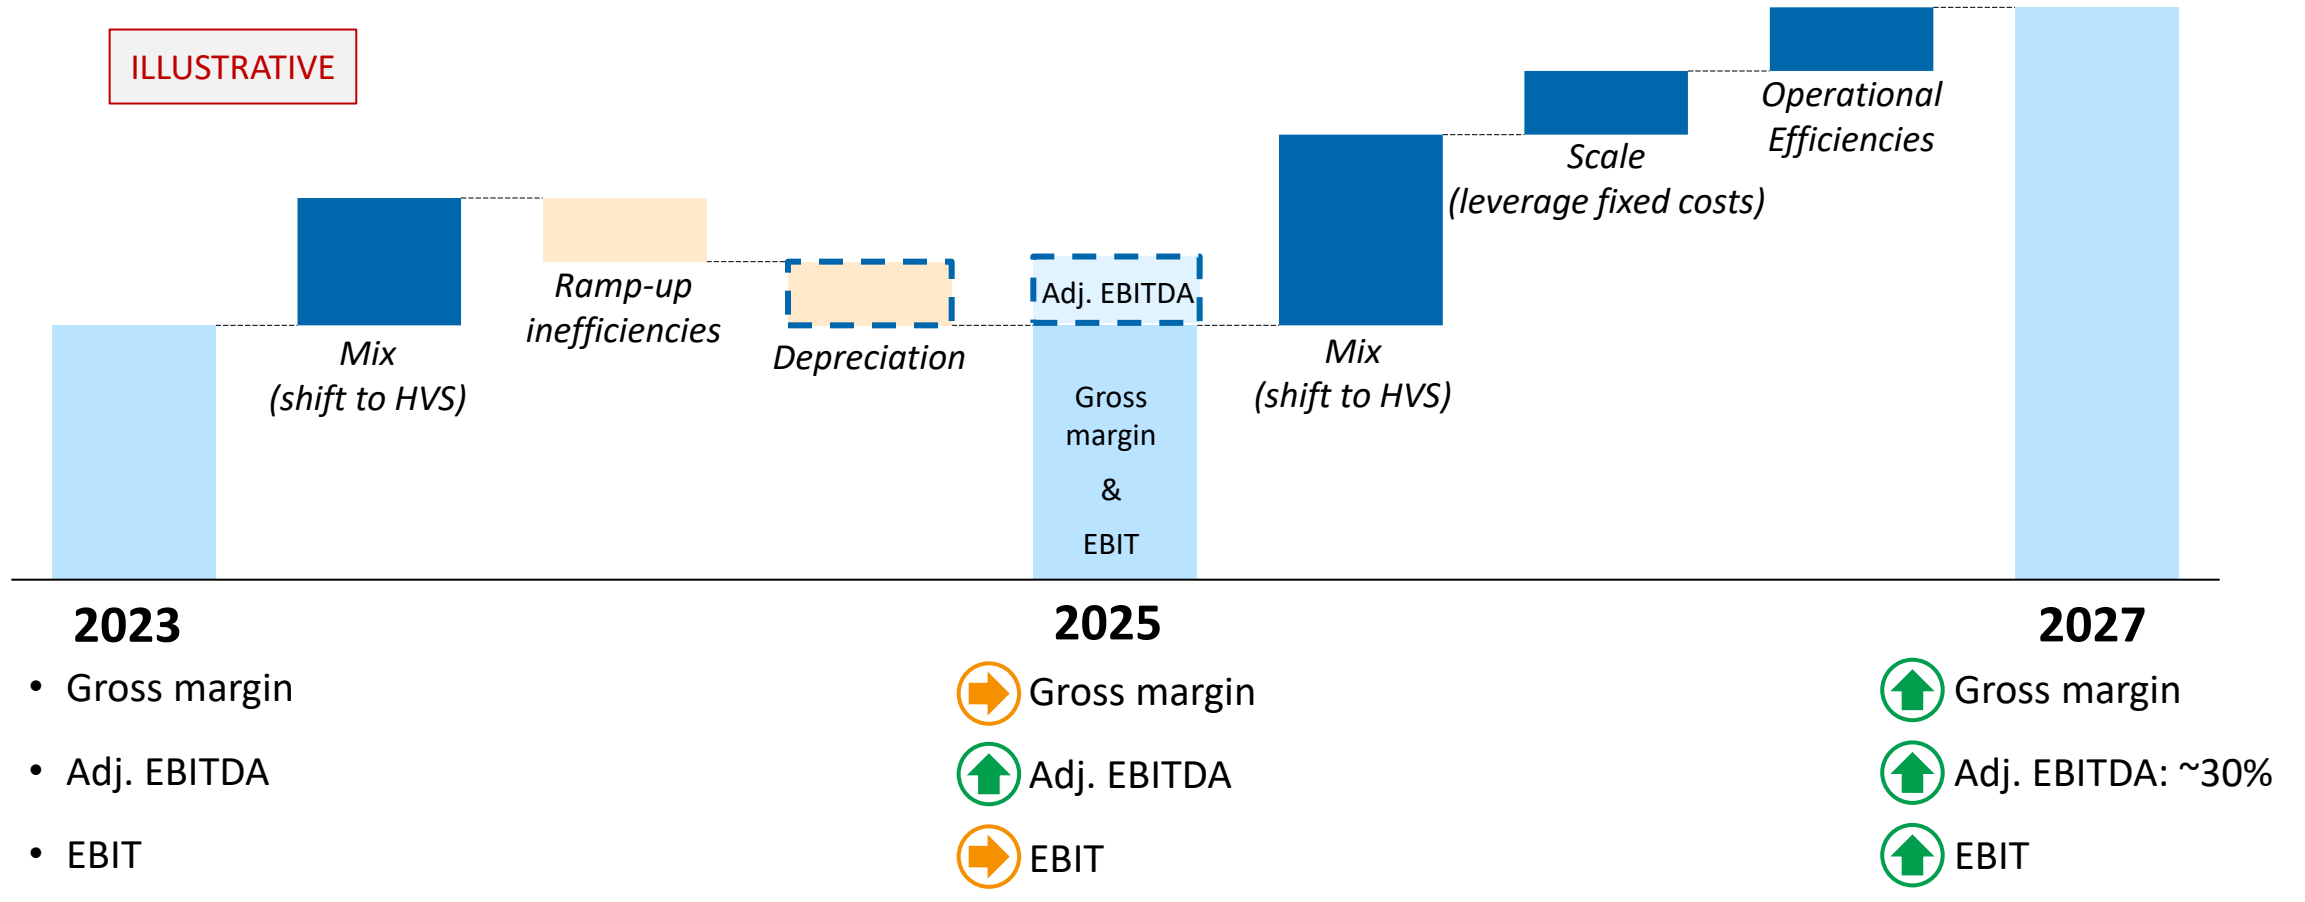 ILLUSTRATIVE
Mix
(shift to HVS)
Ramp-up
inefficiencies
Depreciation
Adj. EBITDA
Gross
margin
&
EBIT
Mix
(shift to HVS)
Scale
(leverage fixed costs)
Operational
Efficiencies
2023
• Gross margin
• Adj. EBITDA
• EBIT
2025
Gross margin
Adj. EBITDA
EBIT
2027
Gross margin
Adj. EBITDA: ~30%
EBIT